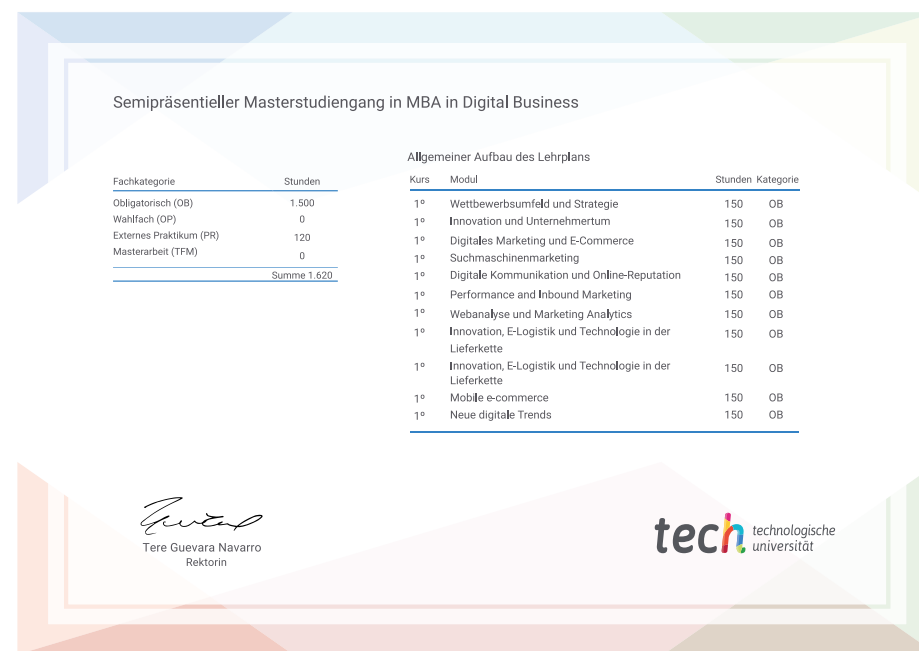 Semipräsentieller Masterstudiengang in MBA in Digital Business
Fachkategorie Stunden
Obligatorisch (OB) 1.500
Wahlfach (OP) 0
Externes Praktikum (PR) 120
Masterarbeit (TFM) 0
Summe 1.620
Allgemeiner Aufbau des Lehrplans
Kurs Modul Stunden Kategorie
1º Wettbewerbsumfeld und Strategie 150 OB
1º Innovation und Unternehmertum 150 OB
1º Digitales Marketing und E-Commerce 150 OB
1º Suchmaschinenmarketing 150 OB
1º Digitale Kommunikation und Online-Reputation 150 OB
1º Performance and Inbound Marketing 150 OB
1º Webanalyse und Marketing Analytics 150 OB
1º Innovation, E-Logistik und Technologie in der 150 OB
Lieferkette
1º Innovation, E-Logistik und Technologie in der 150 OB
Lieferkette
1º Mobile e-commerce 150 OB
1º Neue digitale Trends 150 OB
Tere Guevara Navarro
Rektorin
tech technologische
universität